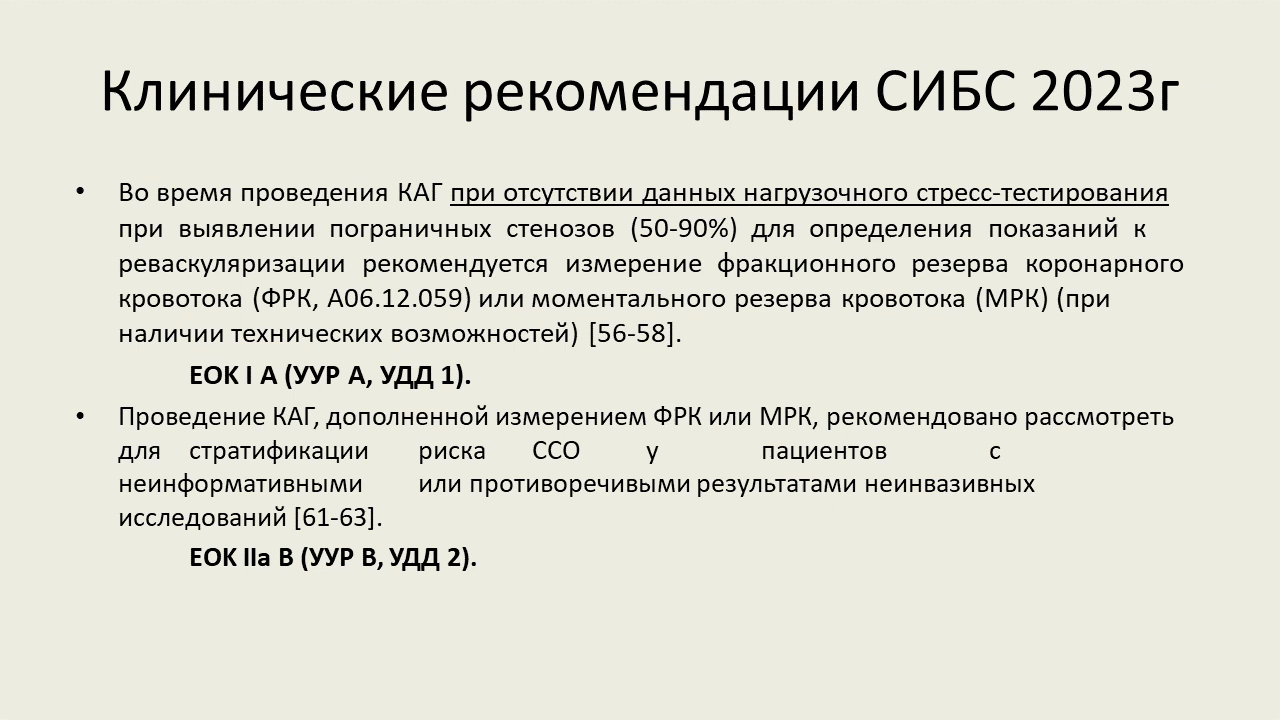 Клинические рекомендации СИБС 2023г
• Во время проведения КАГ при отсутствии данных нагрузочного стресс-тестирования
при выявлении пограничных стенозов (50-90%) для определения показаний к
реваскуляризации рекомендуется измерение фракционного резерва коронарного
кровотока (ФРК, А06.12.059) или моментального резерва кровотока (МРК) (при
наличии технических возможностей) [56-58].
ЕОК I А (УУР А, УДД 1).
• Проведение КАГ, дополненной измерением ФРК или МРК, рекомендовано рассмотреть
для стратификации риска ССО у пациентов с
неинформативными или противоречивыми результатами неинвазивных
исследований [61-63].
ЕОК IIa В (УУР В, УДД 2).